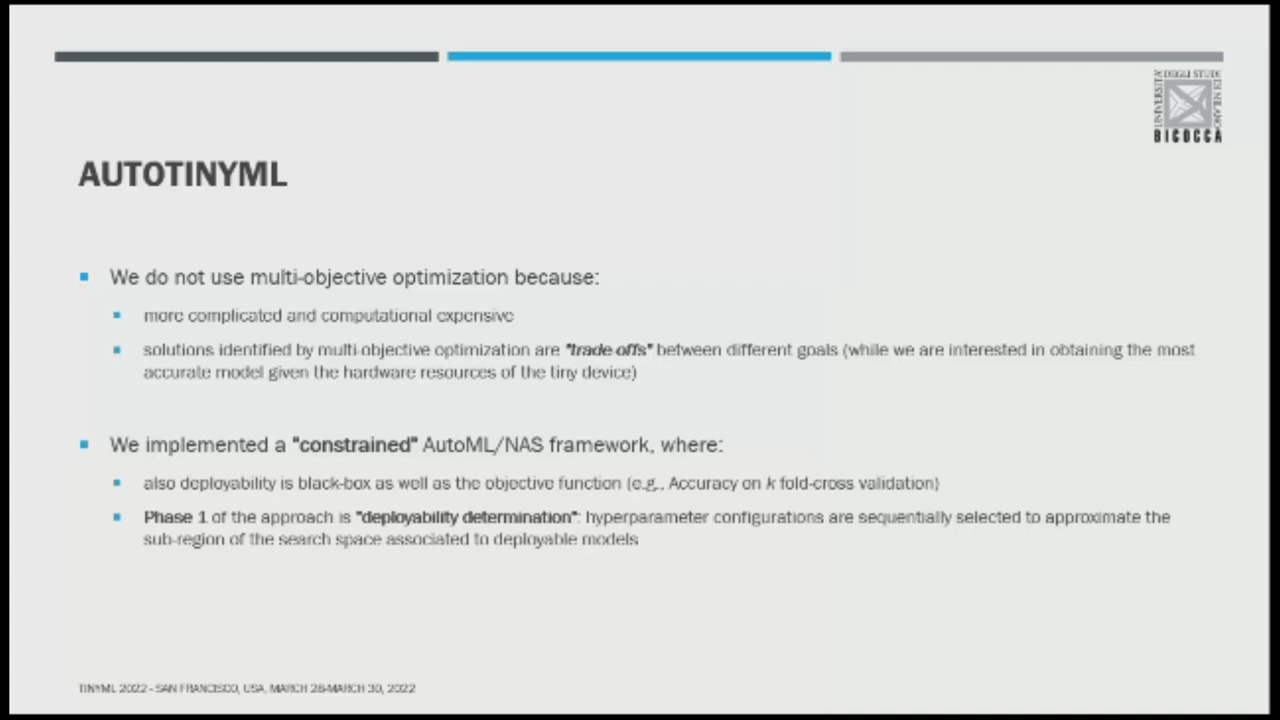 UNIVERSITÀ
DEGLI STUDI
DI MILANO
BICOCCA
AUTOTINYML
We do not use multi-objective optimization because:
more complicated and computational expensive
solutions identified by multi-objective optimization are "trade-offs" between different goals (while we are interested in obtaining the most
accurate model given the hardware resources of the tiny device)
We implemented a "constrained" AutoML/NAS framework, where:
also deployability is black-box as well as the objective function (e.g., Accuracy on k fold-cross validation)
Phase 1 of the approach is "deployability determination": hyperparameter configurations are sequentially selected to approximate the
sub-region of the search space associated to deployable models
TINYML 2022 - SAN FRANCISCO, USA, MARCH 28-MARCH 30, 2022